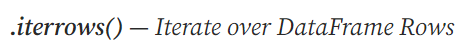 .iterrows() — Iterate over DataFrame Rows